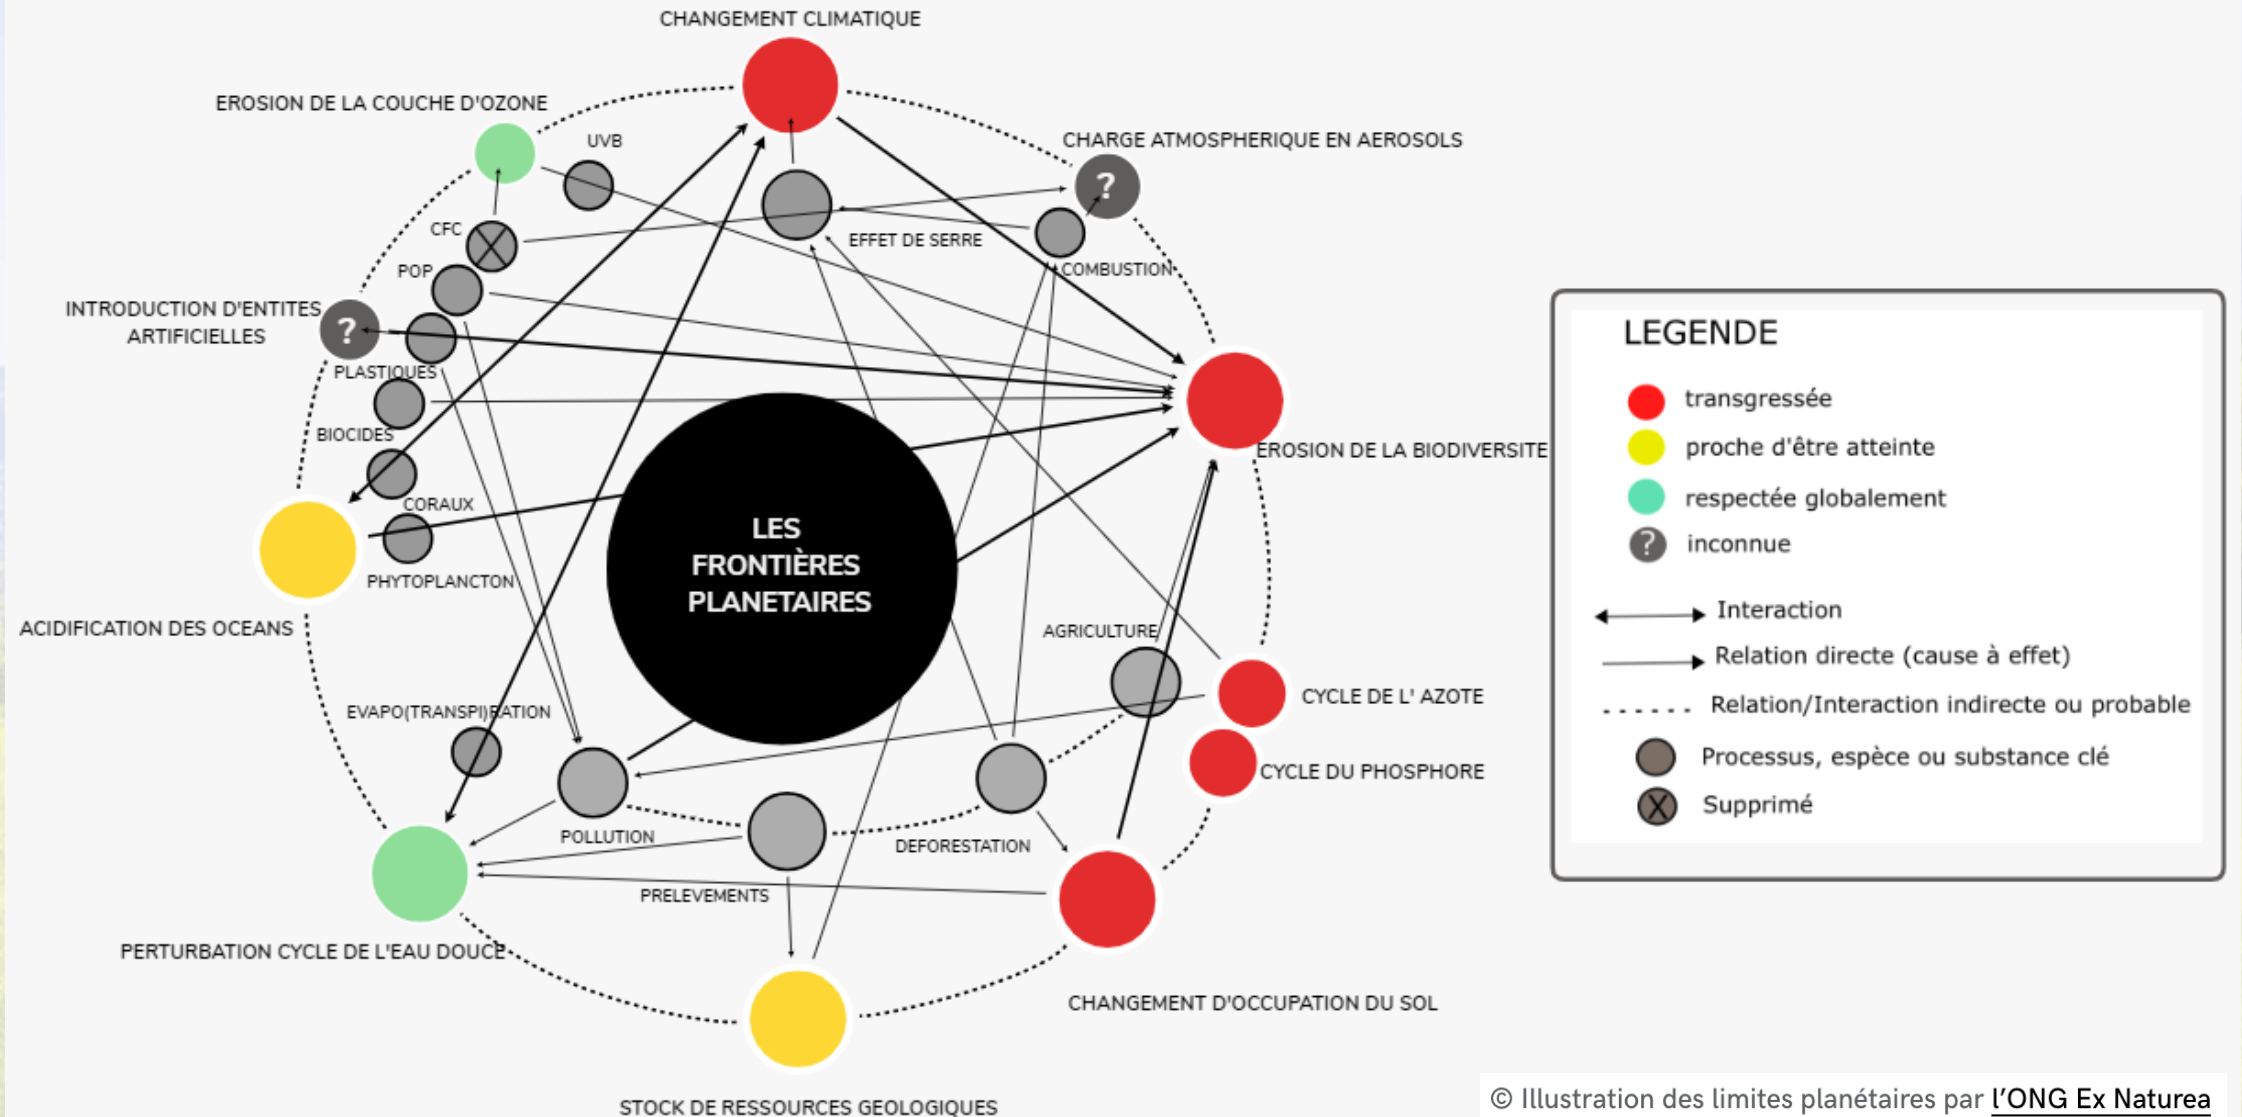 CHANGEMENT CLIMATIQUE
EROSION DE LA COUCHE D'OZONE
UVB
CHARGE ATMOSPHERIQUE EN AEROSOLS
?
CFC
EFFET DE SERRE
POP
COMBUSTION
INTRODUCTION D'ENTITES
ARTIFICIELLES
?
PLASTIQUES
BIOCIDES
EROSION DE LA BIODIVERSITE
CORAUX
PHYTOPLANCTON
LES
FRONTIÈRES
PLANETAIRES
ACIDIFICATION DES OCEANS
AGRICULTURE
CYCLE DE L' AZOTE
EVAPO(TRANSPI)RATION
CYCLE DU PHOSPHORE
POLLUTION
DEFORESTATION
PRELEVEMENTS
PERTURBATION CYCLE DE L'EAU DOUCE
CHANGEMENT D'OCCUPATION DU SOL
STOCK DE RESSOURCES GEOLOGIQUES
LEGENDE
transgressée
proche d'être atteinte
respectée globalement
? inconnue
Interaction
Relation directe (cause à effet)
Relation/Interaction indirecte ou probable
Processus, espèce ou substance clé
Supprimé
© Illustration des limites planétaires par l'ONG Ex Naturea